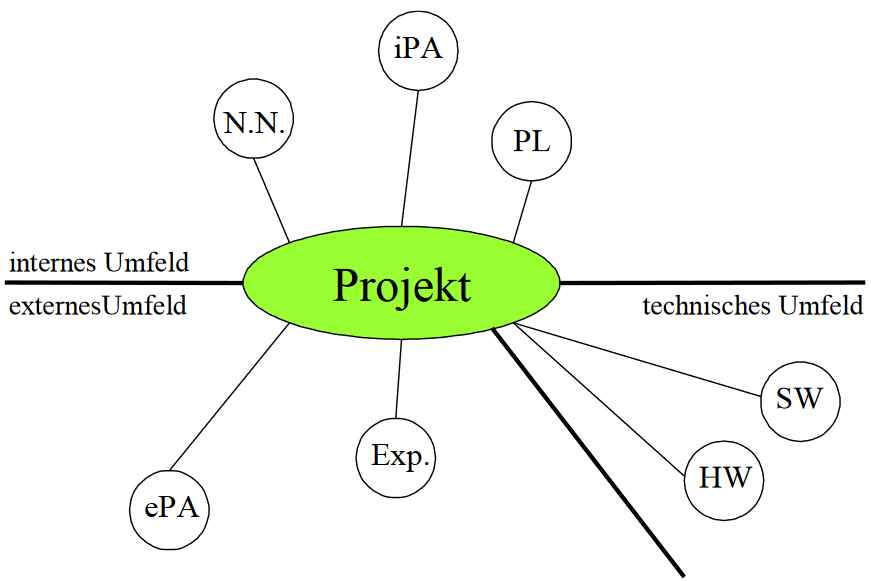 iPA
N.N.
PL
internes Umfeld
Projekt
externesUmfeld
technisches Umfeld
SW
Exp.
HW
ePA